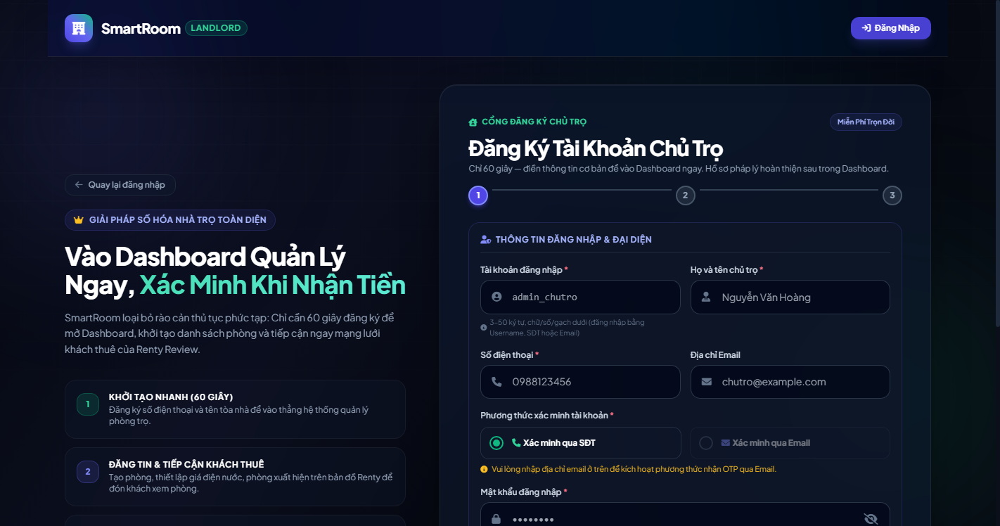 SmartRoom LANDLORD
Đăng Nhập
Quay lại đăng nhập
GIẢI PHÁP SỐ HÓA NHÀ TRỌ TOÀN DIỆN
Vào Dashboard Quản Lý
Ngay, Xác Minh Khi Nhận Tiền
SmartRoom loại bỏ rào cản thủ tục phức tạp: Chỉ cần 60 giây đăng ký để
mở Dashboard, khởi tạo danh sách phòng và tiếp cận ngay mạng lưới
khách thuê của Renty Review.
1
KHỞI TẠO NHANH (60 GIÂY)
Đăng ký số điện thoại và tên tòa nhà để vào thẳng hệ thống quản lý
phòng trọ.
2
ĐĂNG TIN & TIẾP CẬN KHÁCH THUÊ
Tạo phòng, thiết lập giá điện nước, phòng xuất hiện trên bản đồ Renty để
đón khách xem phòng.
CỔNG ĐĂNG KÝ CHỦ TRỌ
Miễn Phí Trọn Đời
Đăng Ký Tài Khoản Chủ Trọ
Chỉ 60 giây — điền thông tin cơ bản để vào Dashboard ngay. Hồ sơ pháp lý hoàn thiện sau trong Dashboard.
1 2 3
THÔNG TIN ĐĂNG NHẬP & ĐẠI DIỆN
Tài khoản đăng nhập * Họ và tên chủ trọ *
admin_chutro Nguyễn Văn Hoàng
3–50 ký tự, chữ/số/gạch dưới (đăng nhập bằng
Username, SĐT hoặc Email)
Số điện thoại * Địa chỉ Email
0988123456 chutro@example.com
Phương thức xác minh tài khoản *
Xác minh qua SĐT Xác minh qua Email
Vui lòng nhập địa chỉ email ở trên để kích hoạt phương thức nhận OTP qua Email.
Mật khẩu đăng nhập *
••••••••